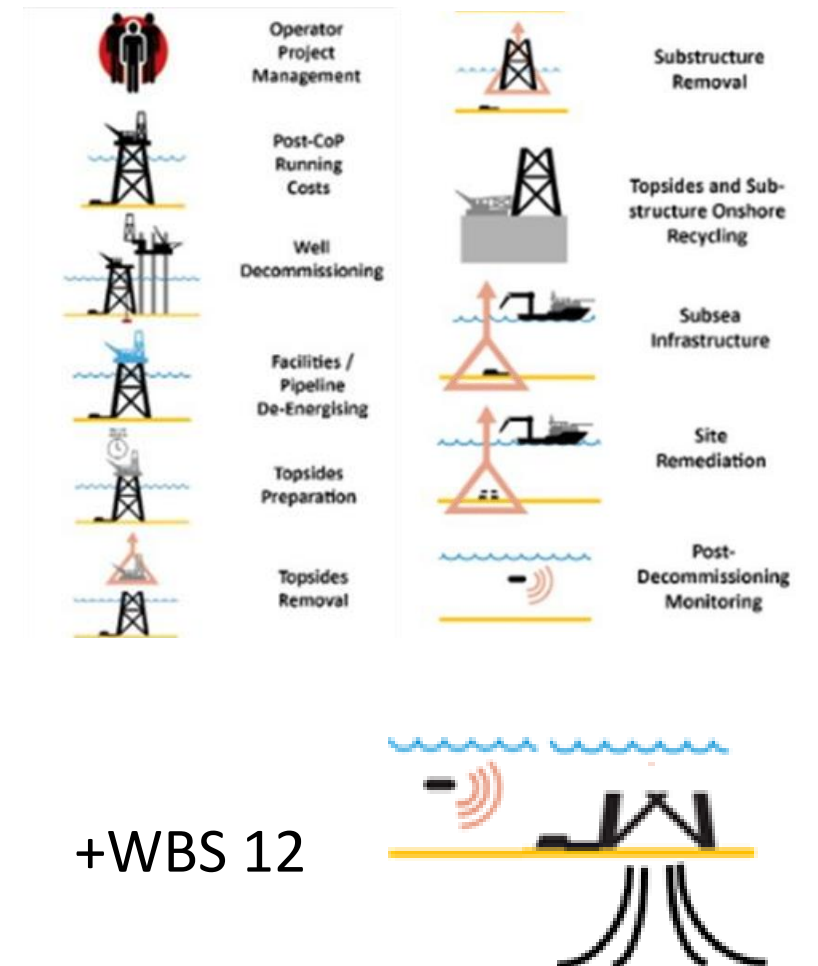 Operator
Project
Management
Post-CoP
Running
Costs
Well
Decommissioning
Facilities /
Pipeline
De-Energising
Topsides
Preparation
Topsides
Removal
Substructure
Removal
Topsides and Sub-
structure Onshore
Recycling
Subsea
Infrastructure
Site
Remediation
Post-
Decommissioning
Monitoring
+WBS 12